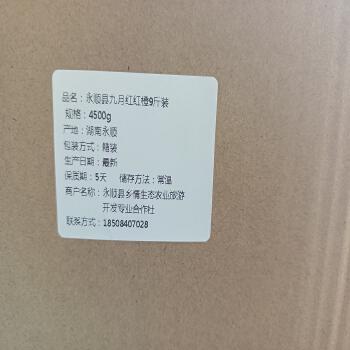 品名：永顺县九月红红橙9斤装
规格：4500g
产地：湖南永顺
包装方式：箱装
生产日期：最新
保质期：5天 储存方法：常温
商户名称：永顺县乡情生态农业旅游
开发专业合作社
联系方式：18508407028